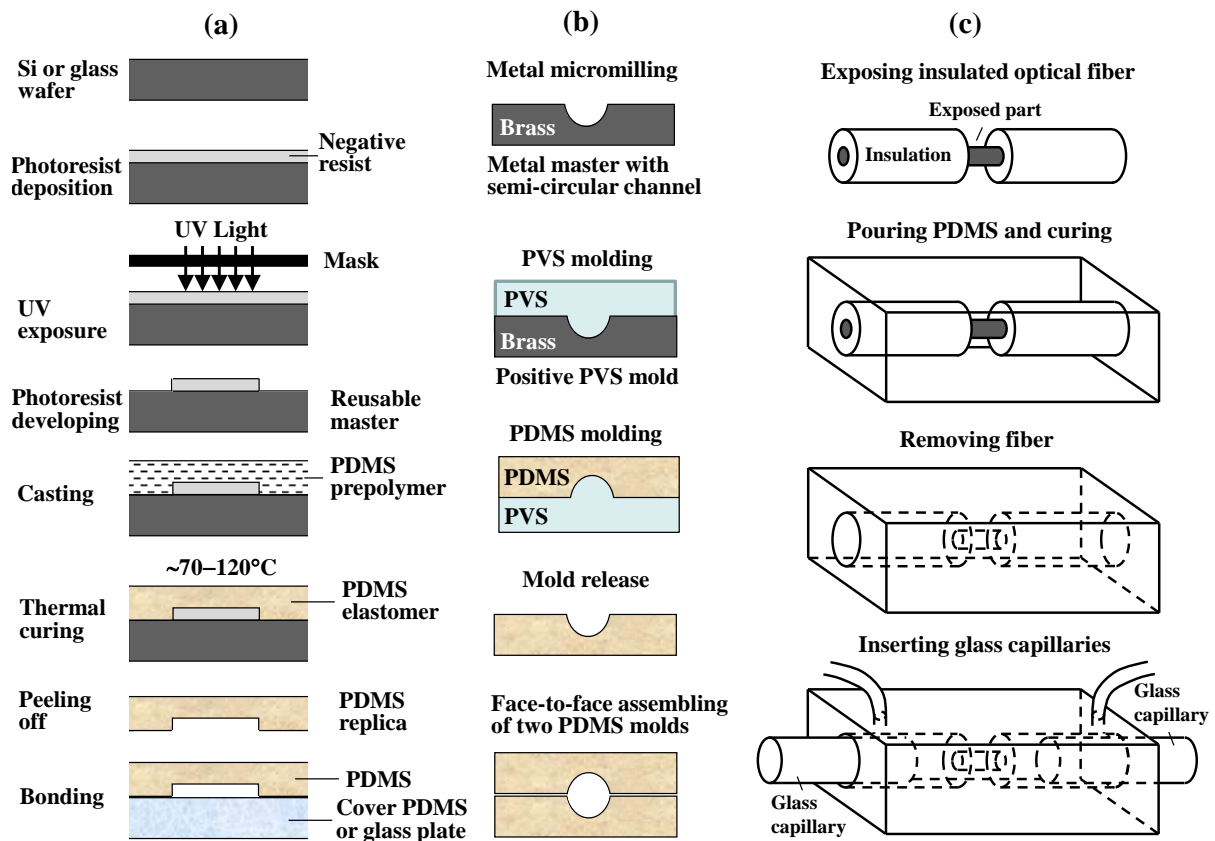 (a)
Si or glass
wafer
Photoresist
deposition
Negative
resist
UV Light
Mask
UV
exposure
Photoresist
developing
Reusable
master
Casting
PDMS
prepolymer
~70–120°C
Thermal
curing
PDMS
elastomer
Peeling
off
PDMS
replica
Bonding
PDMS
Cover PDMS
or glass plate
(b)
Metal micromilling
Brass
Metal master with
semi-circular channel
PVS molding
PVS
Brass
Positive PVS mold
PDMS molding
PDMS
PVS
Mold release
Face-to-face assembling
of two PDMS molds
(c)
Exposing insulated optical fiber
Exposed part
Insulation
Pouring PDMS and curing
Removing fiber
Inserting glass capillaries
Glass
capillary
Glass
capillary